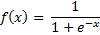 f(x) = 1 / (1 + e^{-x})